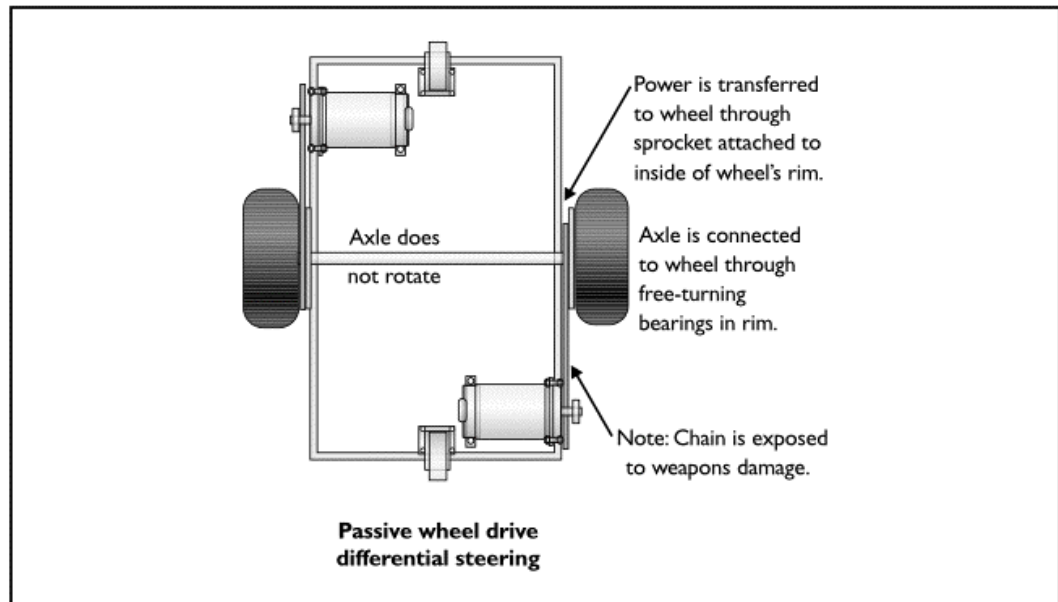 Power is transferred
to wheel through
sprocket attached to
inside of wheel's rim.
Axle does
not rotate
Axle is connected
to wheel through
free-turning
bearings in rim.
Note: Chain is exposed
to weapons damage.
Passive wheel drive
differential steering